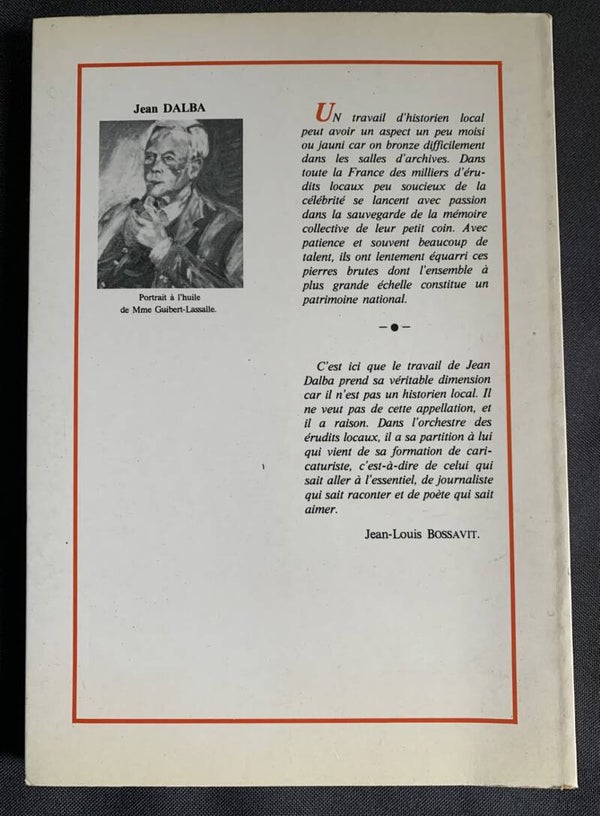 Jean DALBA
Portrait à l'huile
de Mme Guibert-Lassalle.
UN travail d'historien local
peut avoir un aspect un peu moisi
ou jauni car on bronze difficilement
dans les salles d'archives. Dans
toute la France des milliers d'éru-
dits locaux peu soucieux de la
célébrité se lancent avec passion
dans la sauvegarde de la mémoire
collective de leur petit coin. Avec
patience et souvent beaucoup de
talent, ils ont lentement équarri ces
pierres brutes dont l'ensemble à
plus grande échelle constitue un
patrimoine national.
C'est ici que le travail de Jean
Dalba prend sa véritable dimension
car il n'est pas un historien local. Il
ne veut pas de cette appellation, et
il a raison. Dans l'orchestre des
érudits locaux, il a sa partition à lui
qui vient de sa formation de cari-
caturiste, c'est-à-dire de celui qui
sait aller à l'essentiel, de journaliste
qui sait raconter et de poète qui sait
aimer.
Jean-Louis BOSSAVIT.